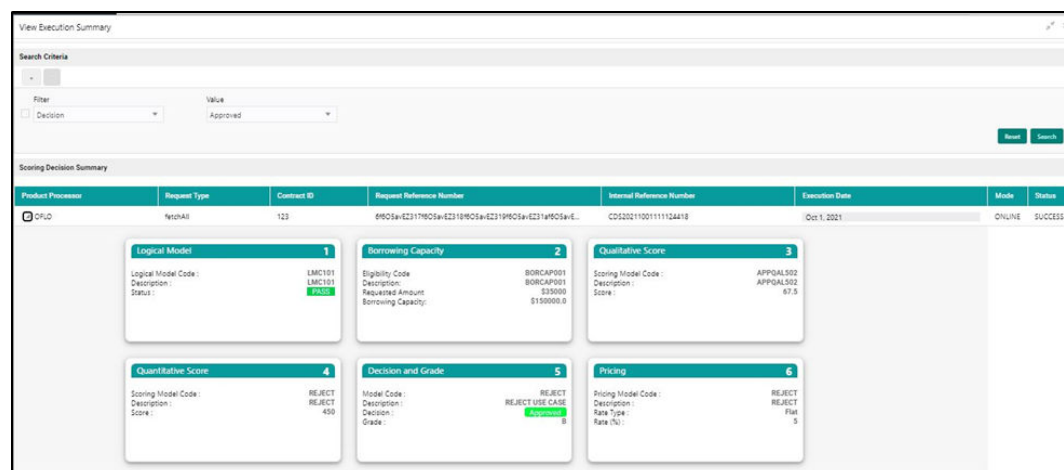 View Execution Summary
Search Criteria
Filter Value
Decision Approved
Reset Search
Scoring Decision Summary
Product Processor Request Type Contract ID Request Reference Number Internal Reference Number Execution Date Mode Status
OFLO fetchAll 123 CDS20211001111124418 Oct 1, 2021 ONLINE SUCCESS
Logical Model 1
Logical Model Code : LMC101
Description : LMC101
Status : PASS
Borrowing Capacity 2
Eligibility Code BORCAP001
Description: BORCAP001
Requested Amount $35000
Borrowing Capacity: $150000.0
Qualitative Score 3
Scoring Model Code : APPQAL502
Description : APPQAL502
Score : 67.5
Quantitative Score 4
Scoring Model Code : REJECT
Description : REJECT
Score : 450
Decision and Grade 5
Model Code : REJECT
Description : REJECT USE CASE
Decision : Approved
Grade : B
Pricing 6
Pricing Model Code : REJECT
Description : REJECT
Rate Type : Flat
Rate (%) : 5